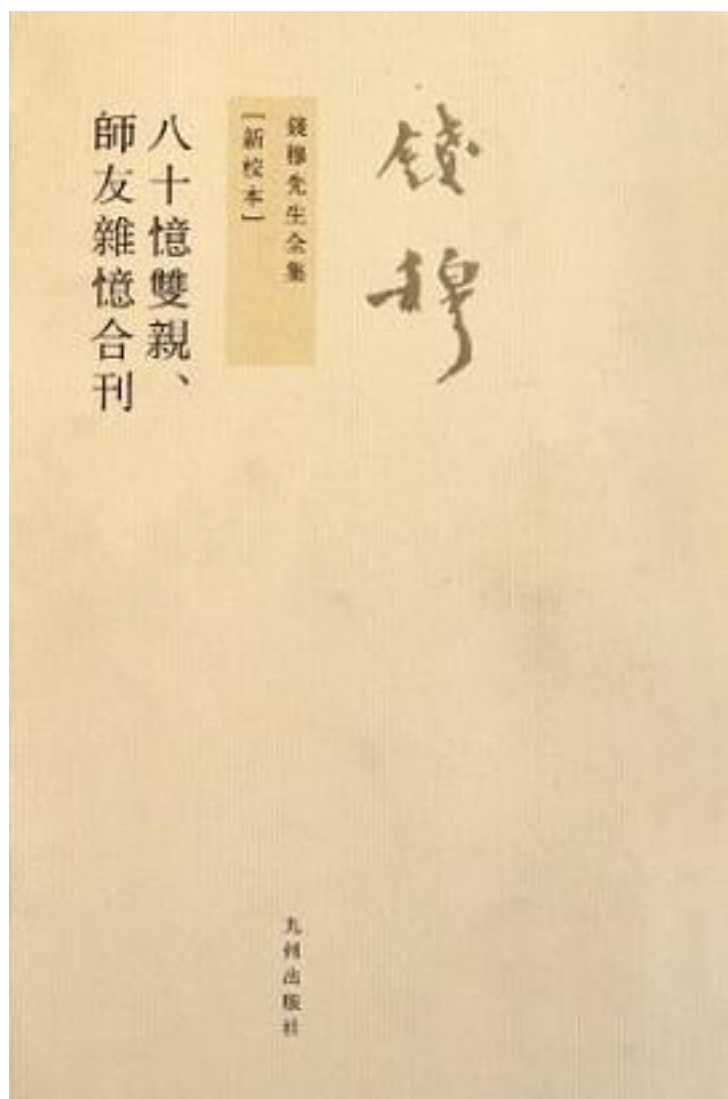 錢穆
錢穆先生全集
[新校本]
八十憶雙親、
師友雜憶合刊
九州出版社